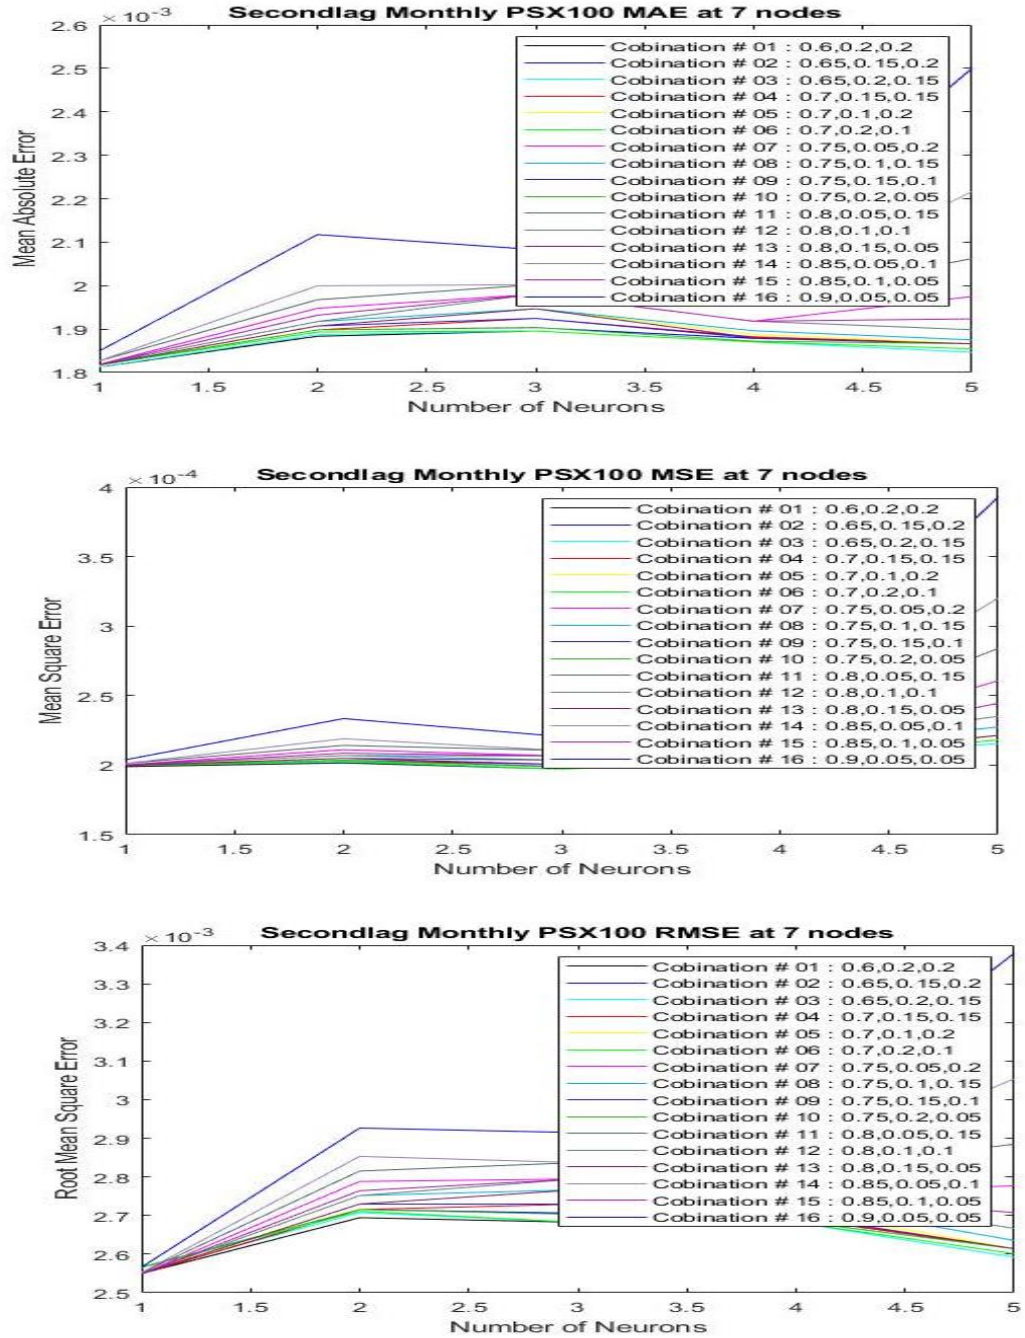 Secondlag Monthly PSX100 MAE at 7 nodes
× 10⁻³
2.6
2.5
2.4
2.3
2.2
2.1
2
1.9
1.8
Mean Absolute Error
Cobination # 01 : 0.6,0.2,0.2
Cobination # 02 : 0.65,0.15,0.2
Cobination # 03 : 0.65,0.2,0.15
Cobination # 04 : 0.7,0.15,0.15
Cobination # 05 : 0.7,0.1,0.2
Cobination # 06 : 0.7,0.2,0.1
Cobination # 07 : 0.75,0.05,0.2
Cobination # 08 : 0.75,0.1,0.15
Cobination # 09 : 0.75,0.15,0.1
Cobination # 10 : 0.75,0.2,0.05
Cobination # 11 : 0.8,0.05,0.15
Cobination # 12 : 0.8,0.1,0.1
Cobination # 13 : 0.8,0.15,0.05
Cobination # 14 : 0.85,0.05,0.1
Cobination # 15 : 0.85,0.1,0.05
Cobination # 16 : 0.9,0.05,0.05
1 1.5 2 2.5 3 3.5 4 4.5 5
Number of Neurons
Secondlag Monthly PSX100 MSE at 7 nodes
× 10⁻⁴
4
3.5
3
2.5
2
1.5
Mean Square Error
Cobination # 01 : 0.6,0.2,0.2
Cobination # 02 : 0.65,0.15,0.2
Cobination # 03 : 0.65,0.2,0.15
Cobination # 04 : 0.7,0.15,0.15
Cobination # 05 : 0.7,0.1,0.2
Cobination # 06 : 0.7,0.2,0.1
Cobination # 07 : 0.75,0.05,0.2
Cobination # 08 : 0.75,0.1,0.15
Cobination # 09 : 0.75,0.15,0.1
Cobination # 10 : 0.75,0.2,0.05
Cobination # 11 : 0.8,0.05,0.15
Cobination # 12 : 0.8,0.1,0.1
Cobination # 13 : 0.8,0.15,0.05
Cobination # 14 : 0.85,0.05,0.1
Cobination # 15 : 0.85,0.1,0.05
Cobination # 16 : 0.9,0.05,0.05
1 1.5 2 2.5 3 3.5 4 4.5 5
Number of Neurons
Secondlag Monthly PSX100 RMSE at 7 nodes
× 10⁻³
3.4
3.3
3.2
3.1
3
2.9
2.8
2.7
2.6
2.5
Root Mean Square Error
Cobination # 01 : 0.6,0.2,0.2
Cobination # 02 : 0.65,0.15,0.2
Cobination # 03 : 0.65,0.2,0.15
Cobination # 04 : 0.7,0.15,0.15
Cobination # 05 : 0.7,0.1,0.2
Cobination # 06 : 0.7,0.2,0.1
Cobination # 07 : 0.75,0.05,0.2
Cobination # 08 : 0.75,0.1,0.15
Cobination # 09 : 0.75,0.15,0.1
Cobination # 10 : 0.75,0.2,0.05
Cobination # 11 : 0.8,0.05,0.15
Cobination # 12 : 0.8,0.1,0.1
Cobination # 13 : 0.8,0.15,0.05
Cobination # 14 : 0.85,0.05,0.1
Cobination # 15 : 0.85,0.1,0.05
Cobination # 16 : 0.9,0.05,0.05
1 1.5 2 2.5 3 3.5 4 4.5 5
Number of Neurons